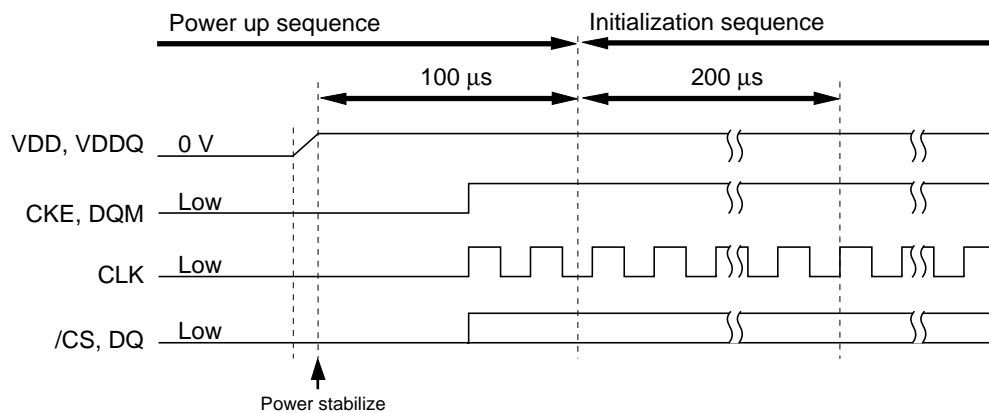 Power up sequence
Initialization sequence
100 μs
200 μs
VDD, VDDQ
0 V
CKE, DQM
Low
CLK
Low
/CS, DQ
Low
Power stabilize